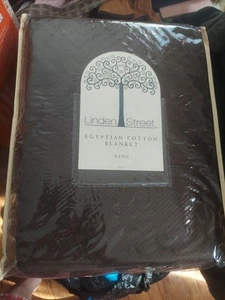 Linden Street
EGYPTIAN COTTON
BLANKET
KING